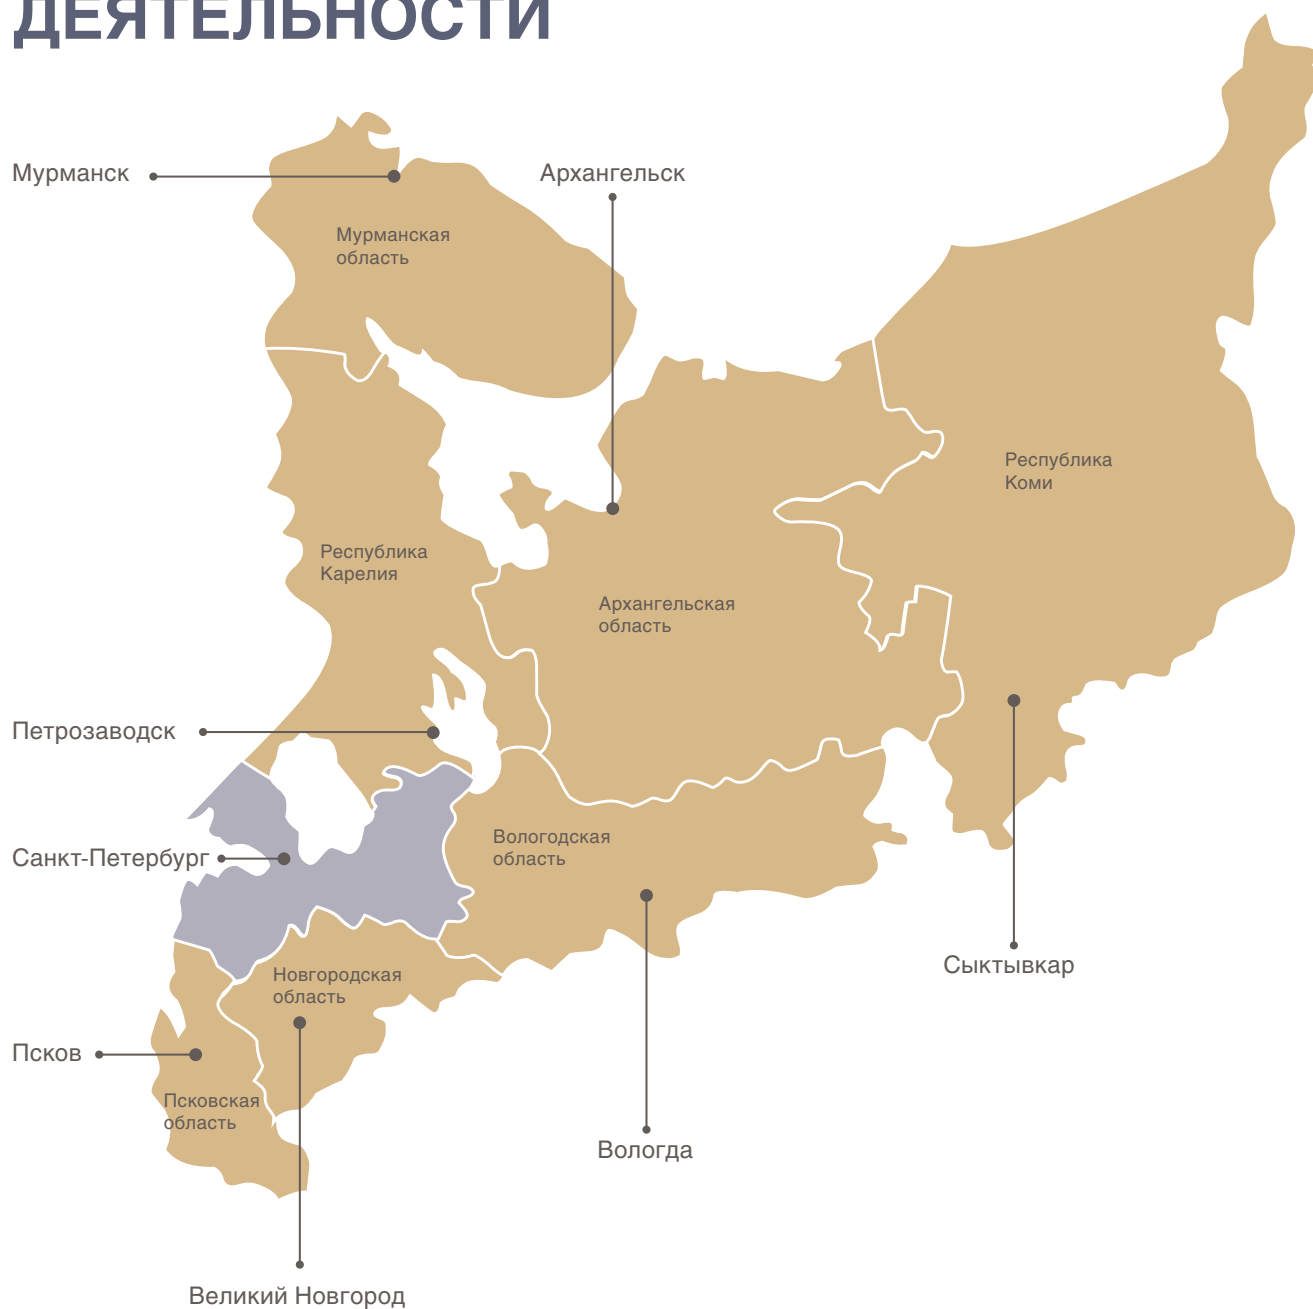 ДЕЯТЕЛЬНОСТИ
Мурманск
Архангельск
Мурманская
область
Республика
Коми
Республика
Карелия
Архангельская
область
Петрозаводск
Вологодская
область
Санкт-Петербург
Сыктывкар
Новгородская
область
Псков
Псковская
область
Вологда
Великий Новгород